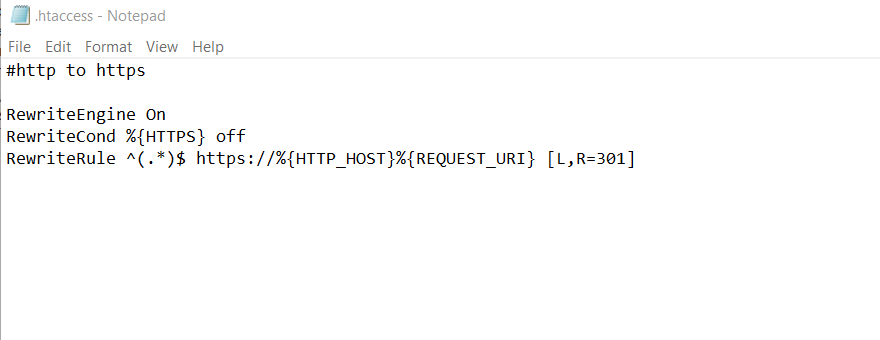 .htaccess - Notepad
File Edit Format View Help
#http to https
RewriteEngine On
RewriteCond %{HTTPS} off
RewriteRule ^(.*)$ https://%{HTTP_HOST}%{REQUEST_URI} [L,R=301]